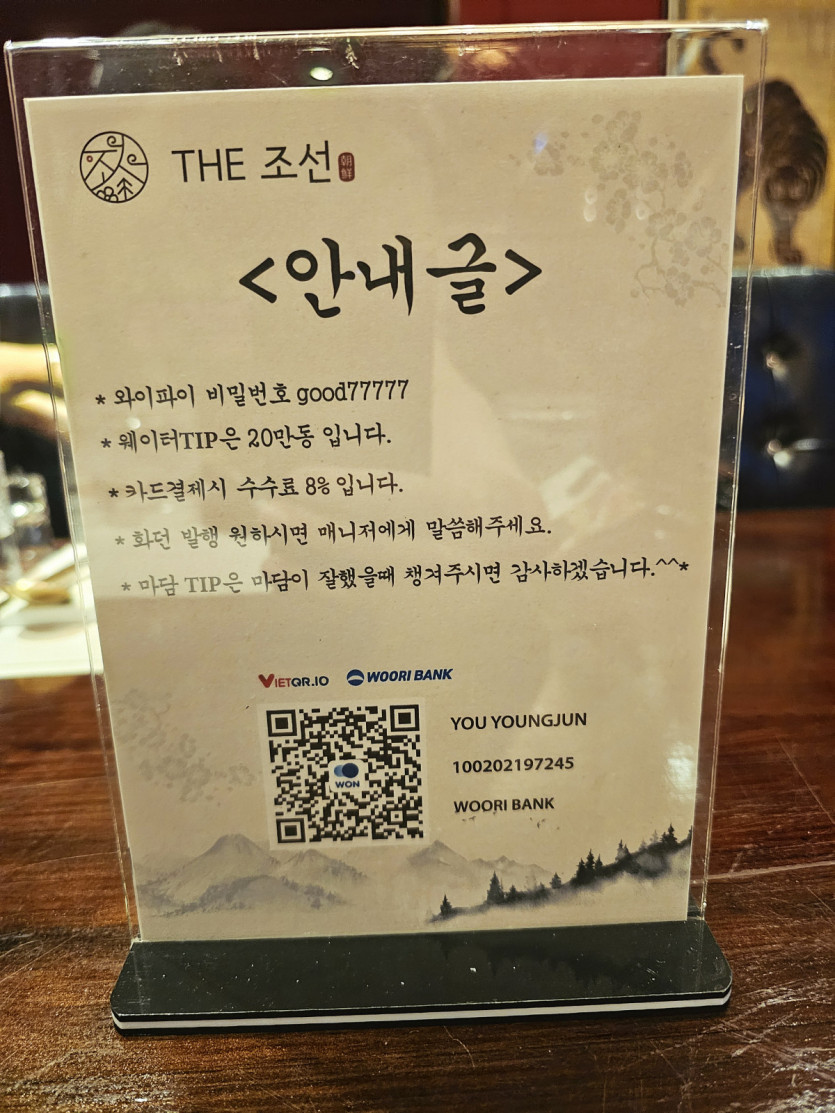 THE 조선 朝鮮
<안내글>
* 와이파이 비밀번호 good77777
* 웨이터TIP은 20만동 입니다.
* 카드결제시 수수료 8% 입니다.
* 화던 발행 원하시면 매니저에게 말씀해주세요.
* 마담 TIP은 마담이 잘했을때 챙겨주시면 감사하겠습니다.^^*
VIETQR.IO WOORI BANK
WON
YOU YOUNGJUN
100202197245
WOORI BANK